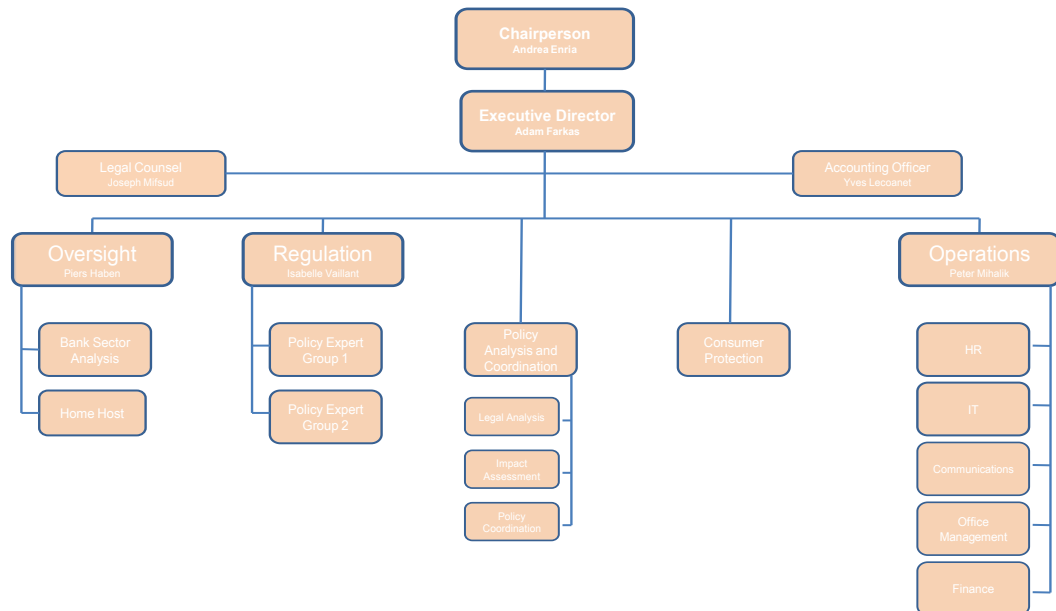 Chairperson
Andrea Enria
Executive Director
Adam Farkas
Legal Counsel
Joseph Mifsud
Accounting Officer
Yves Lecoanet
Oversight
Piers Haben
Regulation
Isabelle Vaillant
Operations
Peter Mihalik
Bank Sector
Analysis
Home Host
Policy Expert
Group 1
Policy Expert
Group 2
Policy
Analysis and
Coordination
Legal Analysis
Impact
Assessment
Policy
Coordination
Consumer
Protection
HR
IT
Communications
Office
Management
Finance